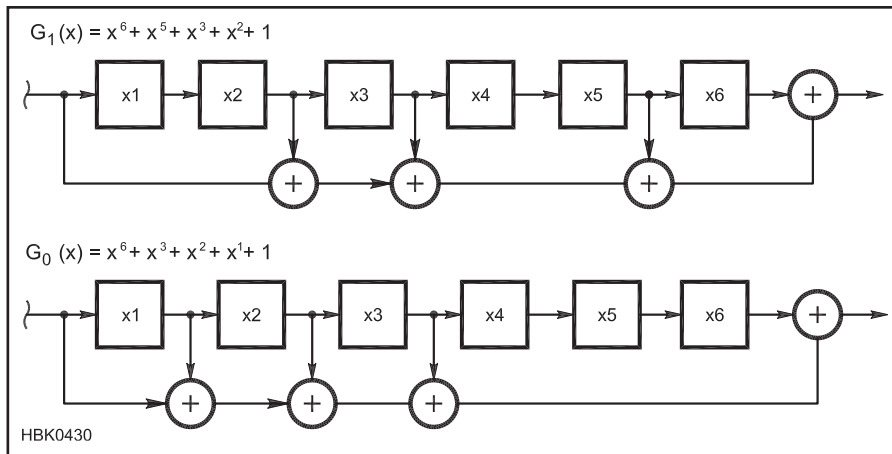 G₁ (x) = x⁶ + x⁵ + x³ + x² + 1
x1 x2 x3 x4 x5 x6 +
+ + +
G₀ (x) = x⁶ + x³ + x² + x¹ + 1
x1 x2 x3 x4 x5 x6 +
+ + +
HBK0430